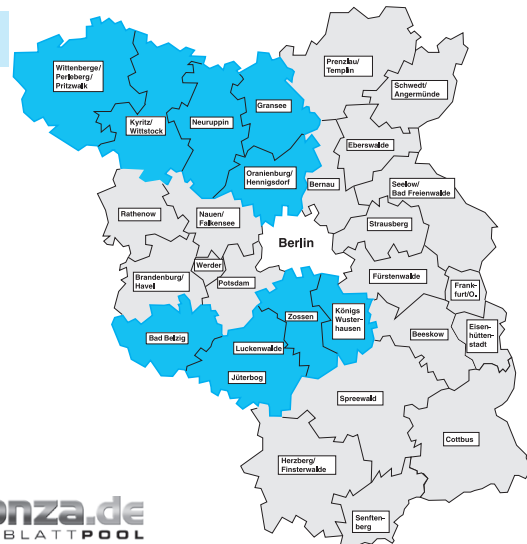 Prenzlau/
Templin
Wittenberge/
Perleberg/
Pritzwalk
Schwedt/
Angermünde
Gransee
Kyritz/
Wittstock
Neuruppin
Eberswalde
Oranienburg/
Hennigsdorf
Bernau
Seelow/
Bad Freienwalde
Rathenow
Nauen/
Falkensee
Strausberg
Berlin
Werder
Brandenburg/
Havel
Potsdam
Fürstenwalde
Frank-
furt/O.
Zossen
Königs
Wuster-
hausen
Eisen-
hütten-
stadt
Bad Belzig
Luckenwalde
Beeskow
Jüterbog
Spreewald
Cottbus
Herzberg/
Finsterwalde
Senften-
berg
onza.de
BLATTPOOL